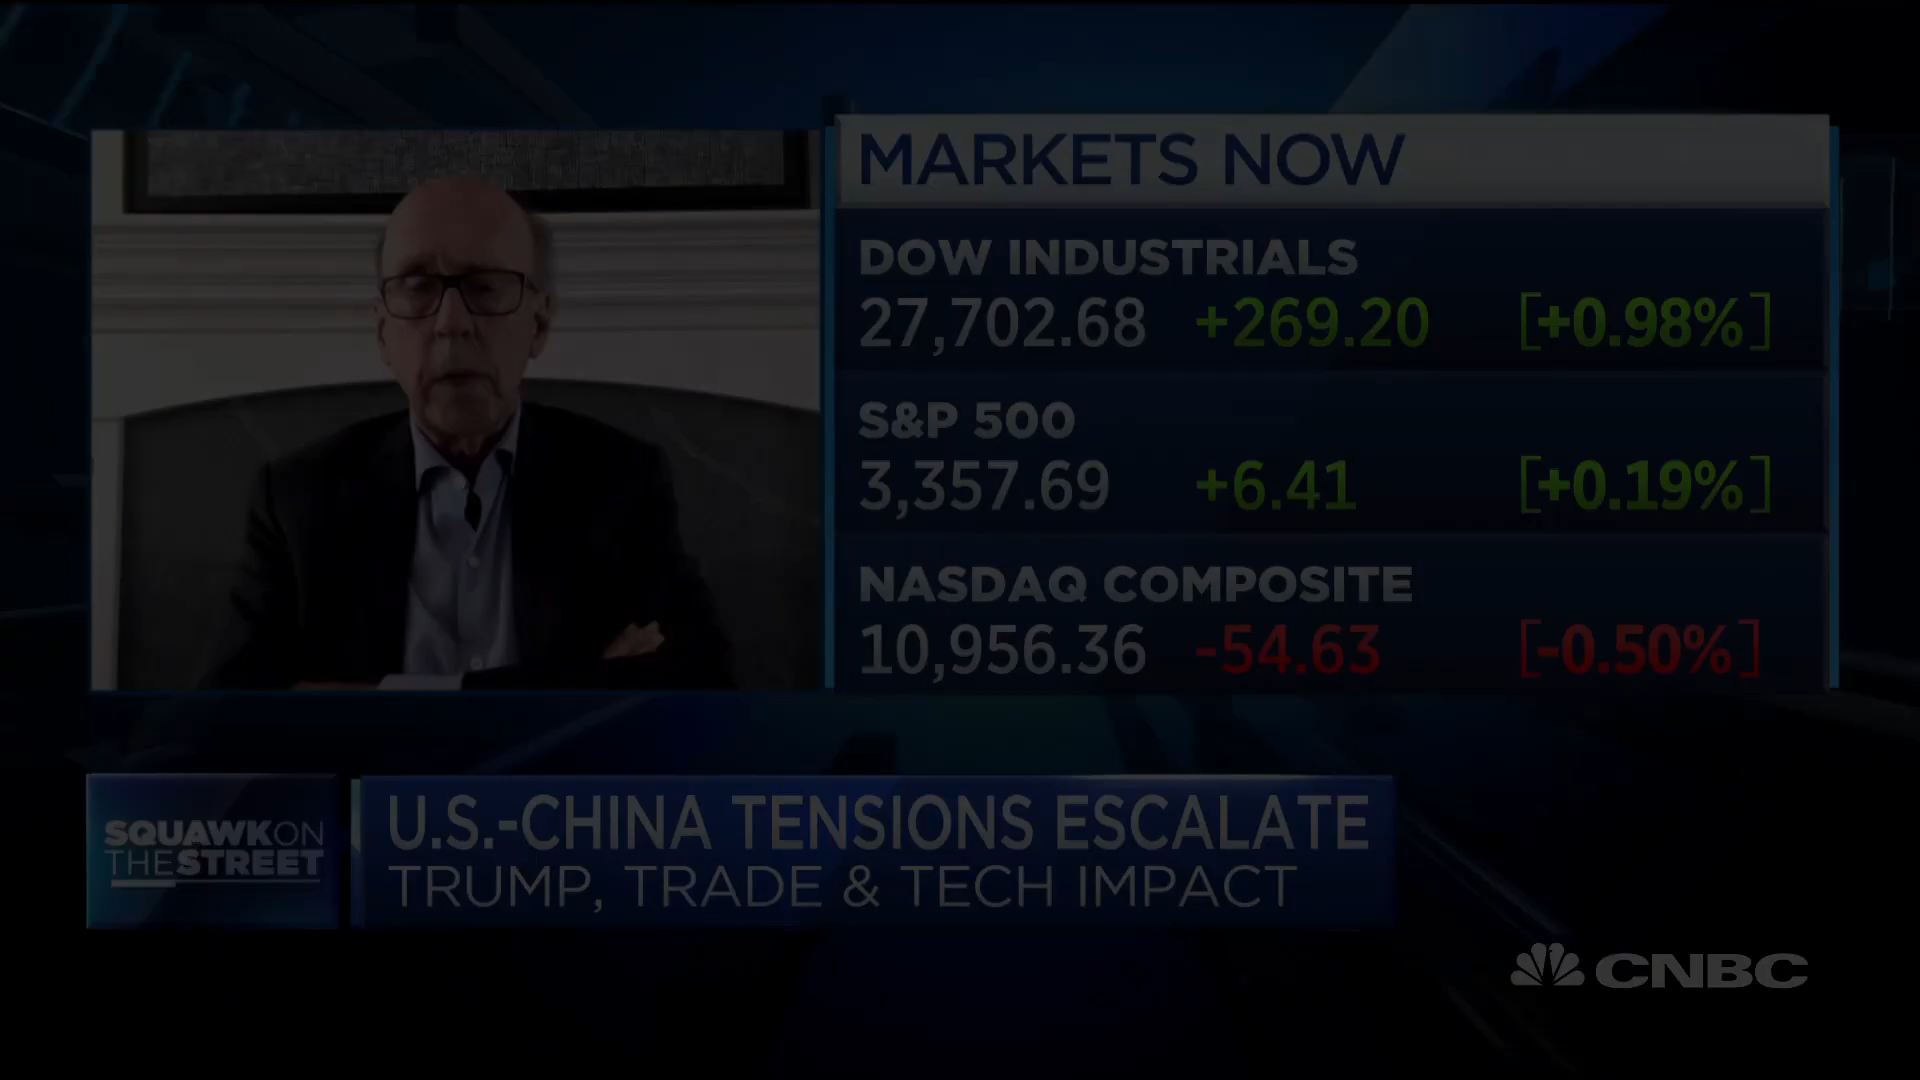 MARKETS NOW
DOW INDUSTRIALS
27,702.68 +269.20 [+0.98%]
S&P 500
3,357.69 +6.41 [+0.19%]
NASDAQ COMPOSITE
10,956.36 -54.63 [-0.50%]
SQUAWK ON
THE STREET
U.S.-CHINA TENSIONS ESCALATE
TRUMP, TRADE & TECH IMPACT
CNBC